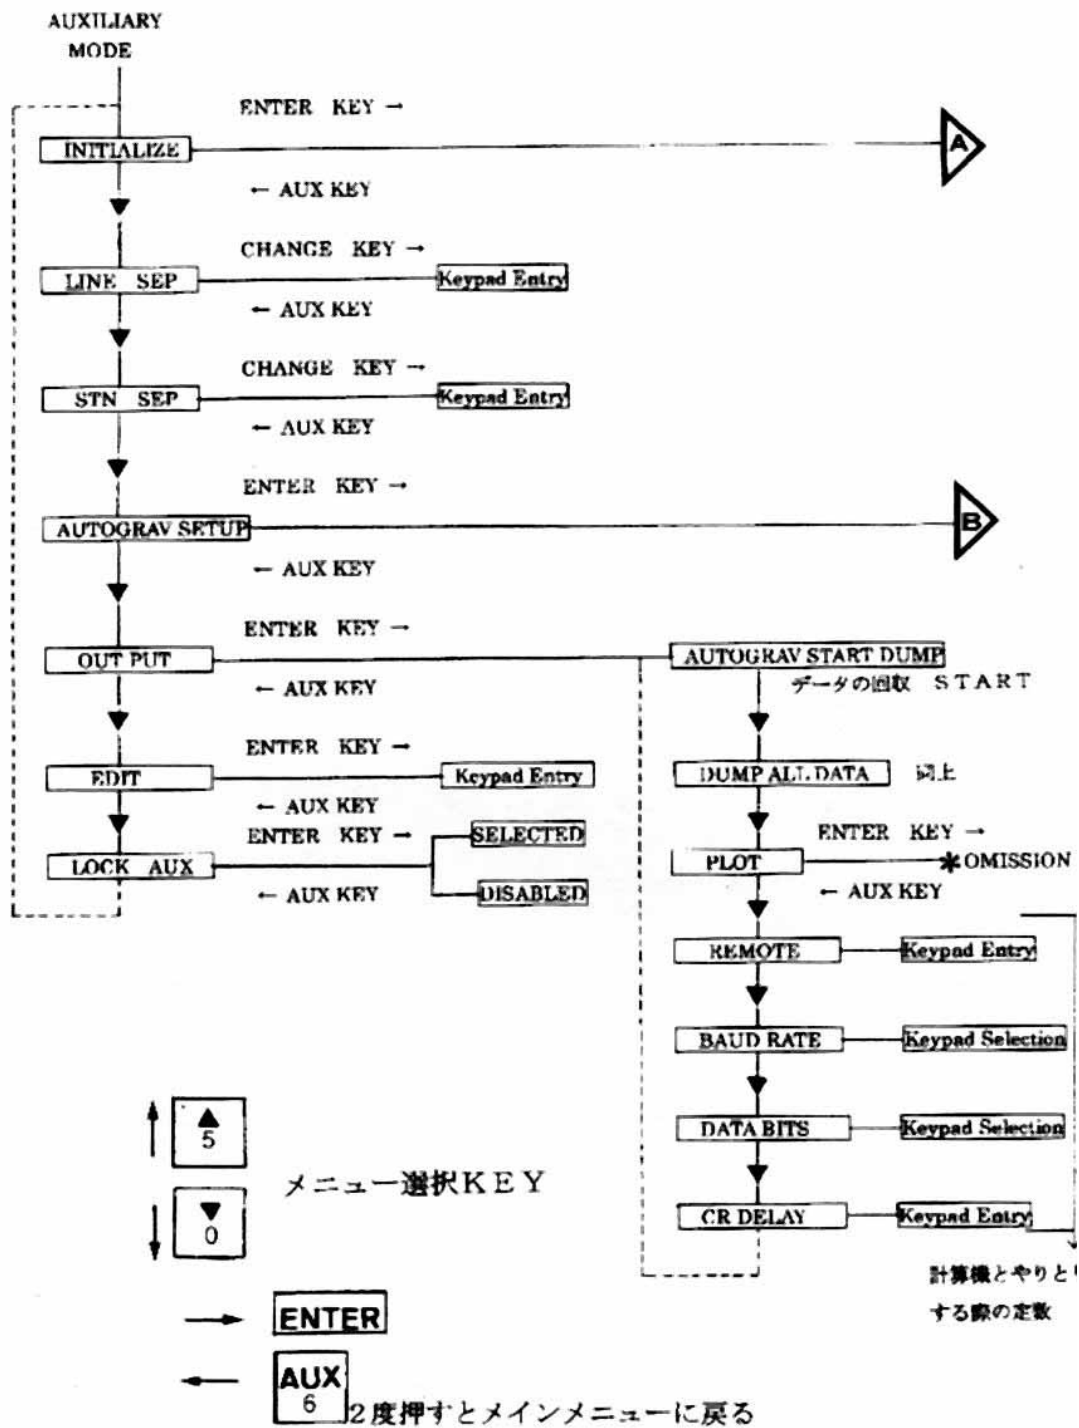 AUXILIARY
MODE
ENTER KEY →
INITIALIZE
A
← AUX KEY
CHANGE KEY →
LINE SEP
Keypad Entry
← AUX KEY
CHANGE KEY →
STN SEP
Keypad Entry
← AUX KEY
ENTER KEY →
AUTOGRAV SETUP
B
← AUX KEY
ENTER KEY →
OUT PUT
← AUX KEY
ENTER KEY →
EDIT
Keypad Entry
← AUX KEY
ENTER KEY →
LOCK AUX
SELECTED
← AUX KEY
DISABLED
AUTOGRAV START DUMP
データの回収 START
DUMP ALL DATA 同上
ENTER KEY →
PLOT
*OMISSION
← AUX KEY
REMOTE
Keypad Entry
BAUD RATE
Keypad Selection
DATA BITS
Keypad Selection
CR DELAY
Keypad Entry
計算機とやりとり
する際の定数
↑ ▲
5
メニュー選択KEY
↓ ▼
0
→ ENTER
← AUX
6
2度押すとメインメニューに戻る